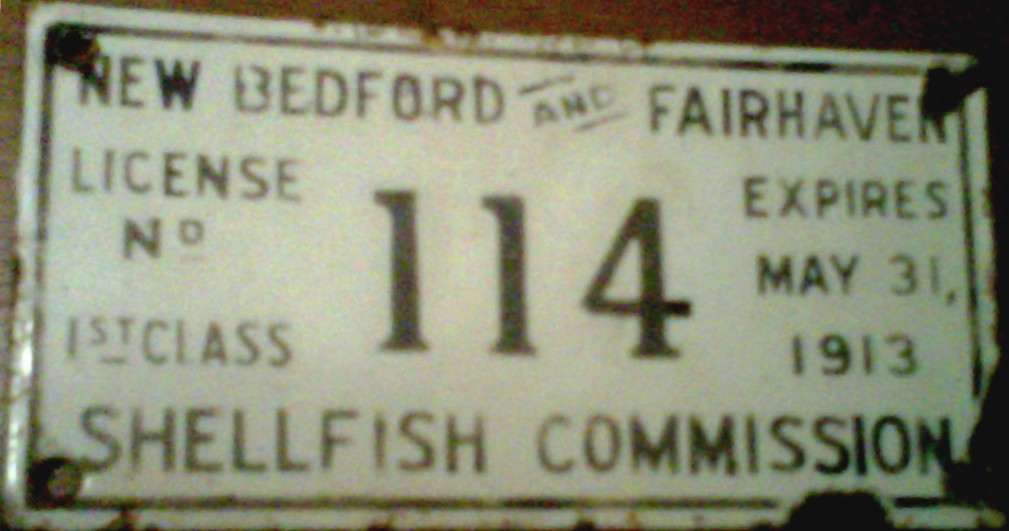 NEW BEDFORD AND FAIRHAVEN
LICENSE
Nº
1ST CLASS
114
EXPIRES
MAY 31,
1913
SHELLFISH COMMISSION